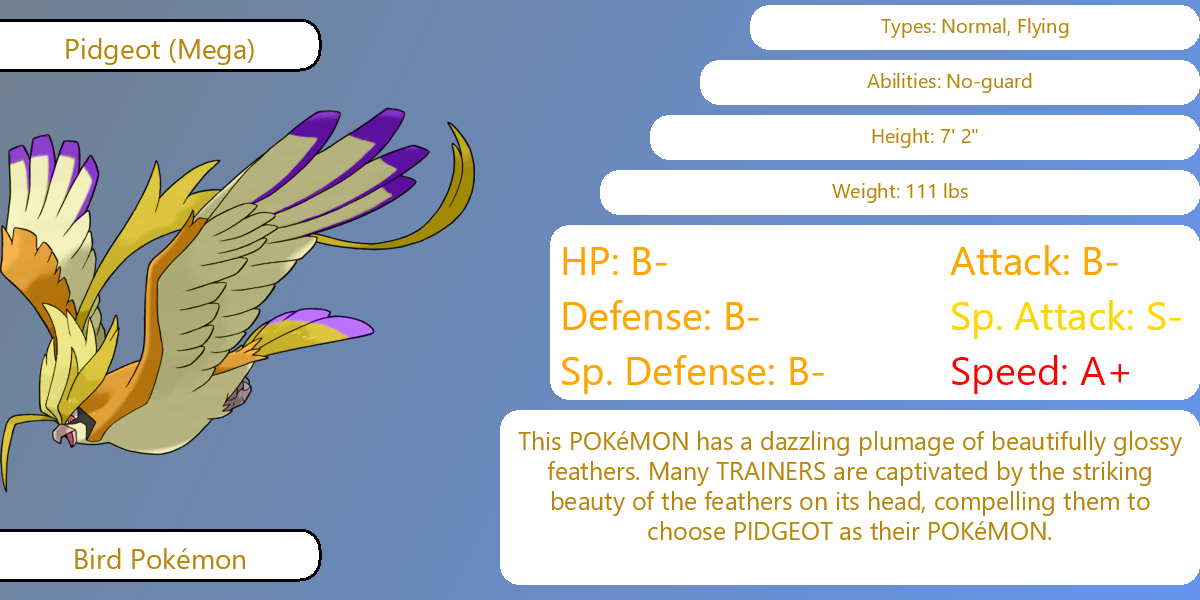 Pidgeot (Mega)
Types: Normal, Flying
Abilities: No-guard
Height: 7' 2"
Weight: 111 lbs
HP: B-
Attack: B-
Defense: B-
Sp. Attack: S-
Sp. Defense: B-
Speed: A+
This POKéMON has a dazzling plumage of beautifully glossy
feathers. Many TRAINERS are captivated by the striking
beauty of the feathers on its head, compelling them to
choose PIDGEOT as their POKéMON.
Bird Pokémon